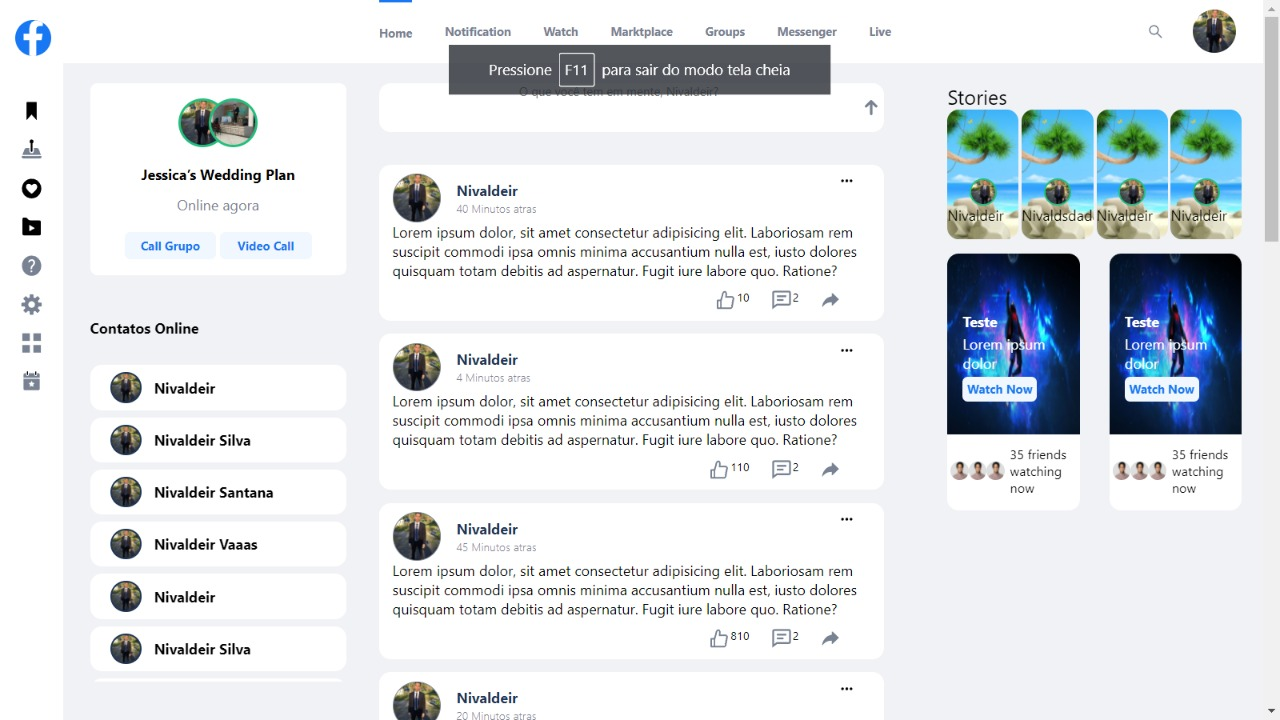 Home Notification Watch Marktplace Groups Messenger Live
Pressione F11 para sair do modo tela cheia
O que você tem em mente, Nivaldeir?
Jessica's Wedding Plan
Online agora
Call Grupo Video Call
Contatos Online
Nivaldeir
Nivaldeir Silva
Nivaldeir Santana
Nivaldeir Vaaas
Nivaldeir
Nivaldeir Silva
Nivaldeir
40 Minutos atras
Lorem ipsum dolor, sit amet consectetur adipisicing elit. Laboriosam rem
suscipit commodi ipsa omnis minima accusantium nulla est, iusto dolores
quisquam totam debitis ad aspernatur. Fugit iure labore quo. Ratione?
10 2
Nivaldeir
4 Minutos atras
Lorem ipsum dolor, sit amet consectetur adipisicing elit. Laboriosam rem
suscipit commodi ipsa omnis minima accusantium nulla est, iusto dolores
quisquam totam debitis ad aspernatur. Fugit iure labore quo. Ratione?
110 2
Nivaldeir
45 Minutos atras
Lorem ipsum dolor, sit amet consectetur adipisicing elit. Laboriosam rem
suscipit commodi ipsa omnis minima accusantium nulla est, iusto dolores
quisquam totam debitis ad aspernatur. Fugit iure labore quo. Ratione?
810 2
Nivaldeir
20 Minutos atras
Stories
Nivaldeir Nivaldsdad Nivaldeir Nivaldeir
Teste
Lorem ipsum
dolor
Watch Now
35 friends
watching
now
Teste
Lorem ipsum
dolor
Watch Now
35 friends
watching
now